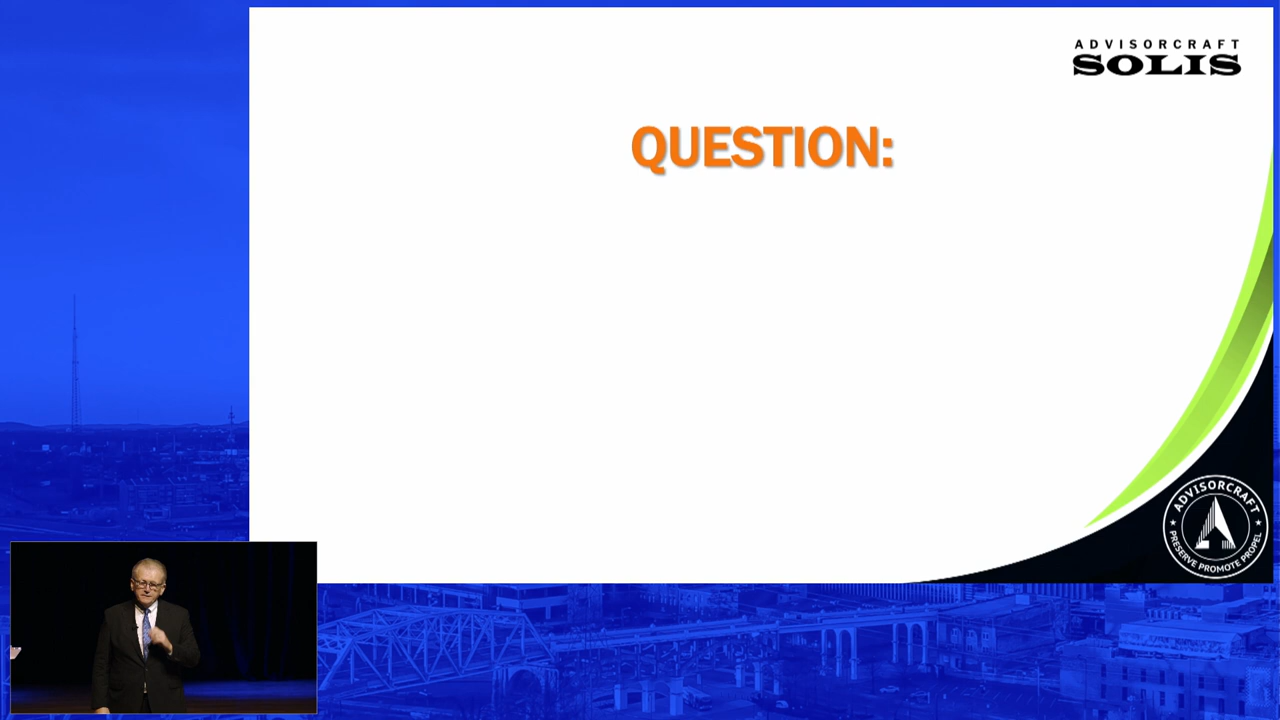 ADVISORCRAFT
SOLIS
QUESTION:
ADVISORCRAFT
PRESERVE PROMOTE PROPEL